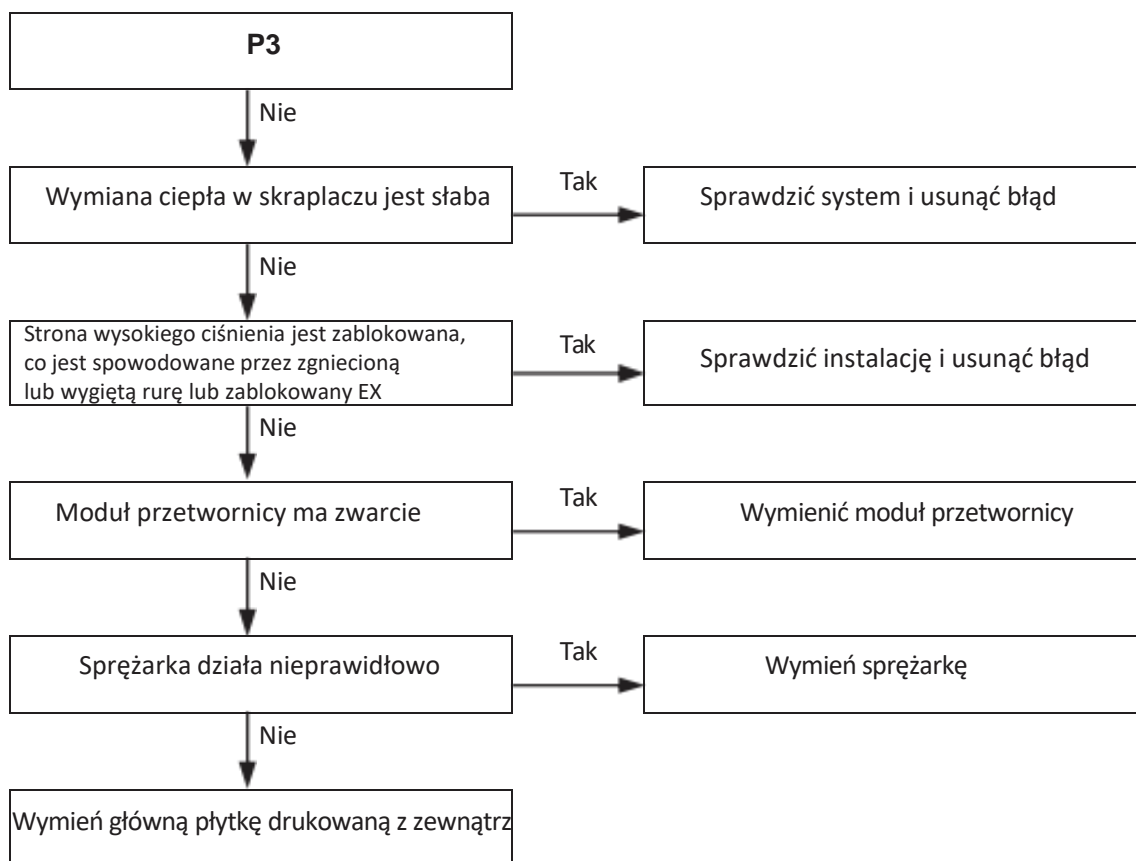 P3
Nie
Wymiana ciepła w skraplaczu jest słaba
Tak
Sprawdzić system i usunąć błąd
Nie
Strona wysokiego ciśnienia jest zablokowana,
co jest spowodowane przez zgniecioną
lub wygiętą rurę lub zablokowany EX
Tak
Sprawdzić instalację i usunąć błąd
Nie
Moduł przetwornicy ma zwarcie
Tak
Wymienić moduł przetwornicy
Nie
Sprężarka działa nieprawidłowo
Tak
Wymień sprężarkę
Nie
Wymień główną płytkę drukowaną z zewnątrz